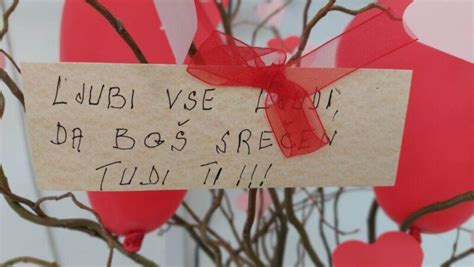 LJUBI VSE LJUDI,
DA BOŠ SREČEN
TUDI TI!!!